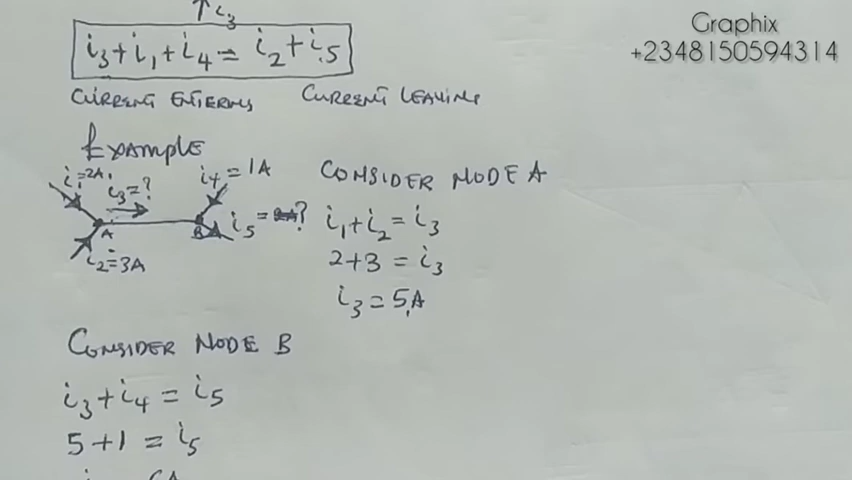 Graphix
+2348150594314
↑ i3
i3+i1+i4 = i2+i5
CURRENT ENTERING CURRENT LEAVING
Example
i1=2A
i3=?
i4=1A
A
B
i5=?
i2=3A
CONSIDER NODE A
i1+i2=i3
2+3=i3
i3=5A
CONSIDER NODE B
i3+i4=i5
5+1=i5